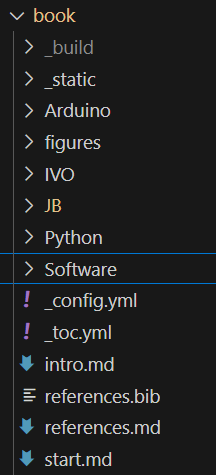 book
_build
_static
Arduino
figures
IVO
JB
Python
Software
_config.yml
_toc.yml
intro.md
references.bib
references.md
start.md